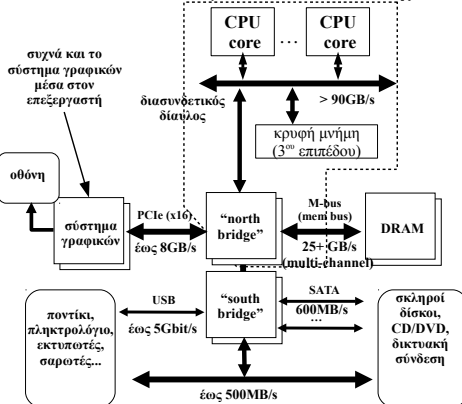 συχνά και το
σύστημα γραφικών
μέσα στον
επεξεργαστή
CPU
core
...
CPU
core
διασυνδετικός
δίαυλος
> 90GB/s
κρυφή μνήμη
(3ου επιπέδου)
οθόνη
σύστημα
γραφικών
PCIe (x16)
έως 8GB/s
“north
bridge”
M-bus
(mem bus)
25+ GB/s
(multi-channel)
DRAM
ποντίκι,
πληκτρολόγιο,
εκτυπωτές,
σαρωτές...
USB
έως 5Gbit/s
“south
bridge”
SATA
600MB/s
...
σκληροί
δίσκοι,
CD/DVD,
δικτυακή
σύνδεση
έως 500MB/s